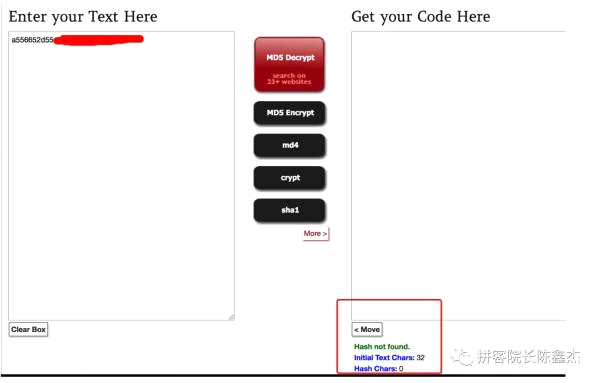 Enter your Text Here
Get your Code Here
a556652d55
MD5 Decrypt
search on
23+ websites
MD5 Encrypt
md4
crypt
sha1
More >
Clear Box
< Move
Hash not found.
Initial Text Chars: 32
Hash Chars: 0
拼客院长陈鑫杰